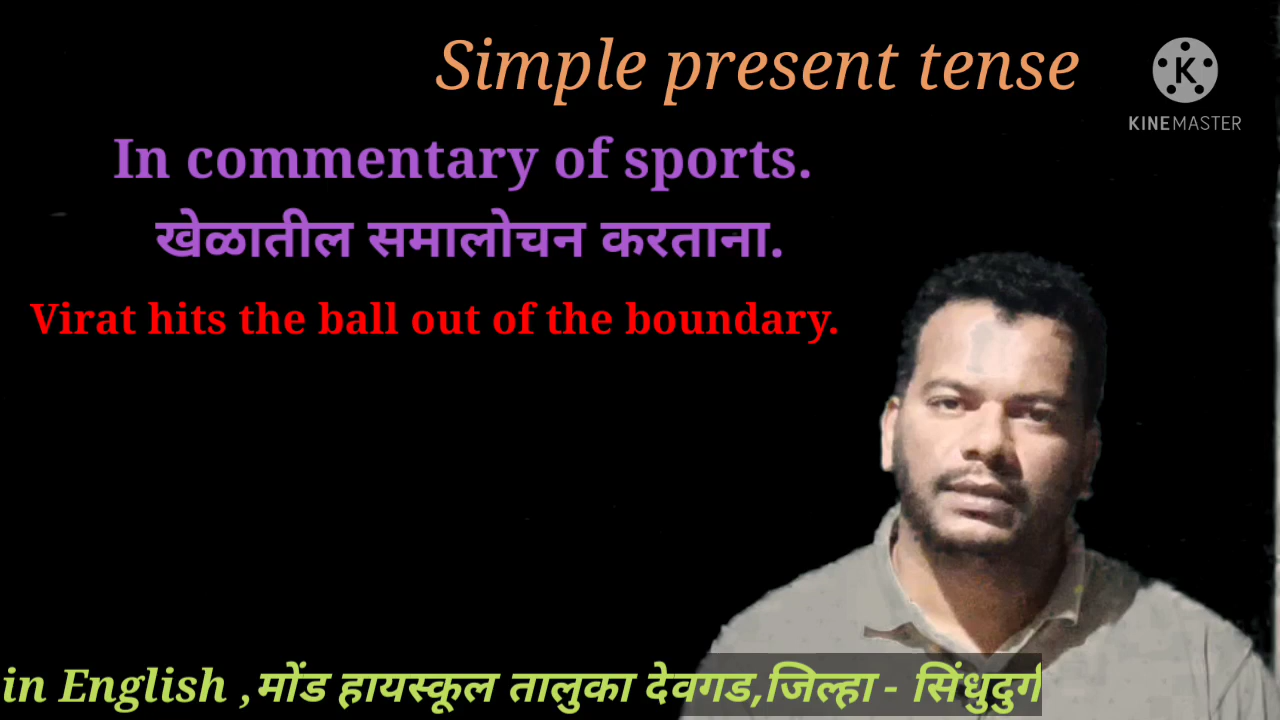 Simple present tense
KINEMASTER
In commentary of sports.
खेळातील समालोचन करताना.
Virat hits the ball out of the boundary.
in English ,मोंड हायस्कूल तालुका देवगड,जिल्हा - सिंधुदुर्ग